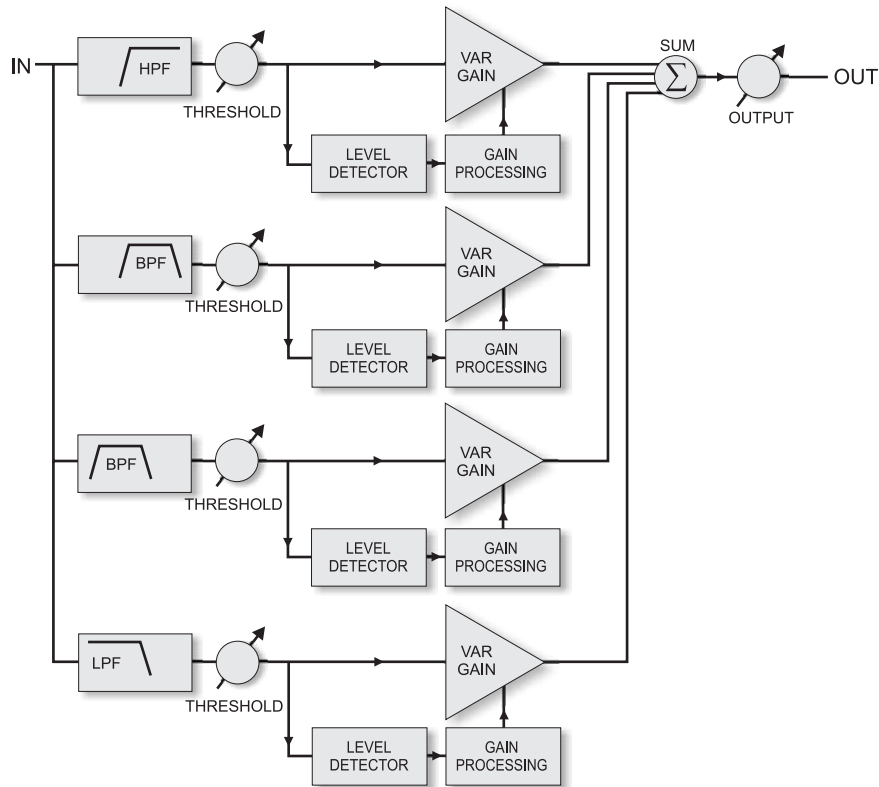 IN
HPF
THRESHOLD
VAR
GAIN
SUM
Σ
OUTPUT
OUT
LEVEL
DETECTOR
GAIN
PROCESSING
BPF
THRESHOLD
VAR
GAIN
LEVEL
DETECTOR
GAIN
PROCESSING
BPF
THRESHOLD
VAR
GAIN
LEVEL
DETECTOR
GAIN
PROCESSING
LPF
THRESHOLD
VAR
GAIN
LEVEL
DETECTOR
GAIN
PROCESSING